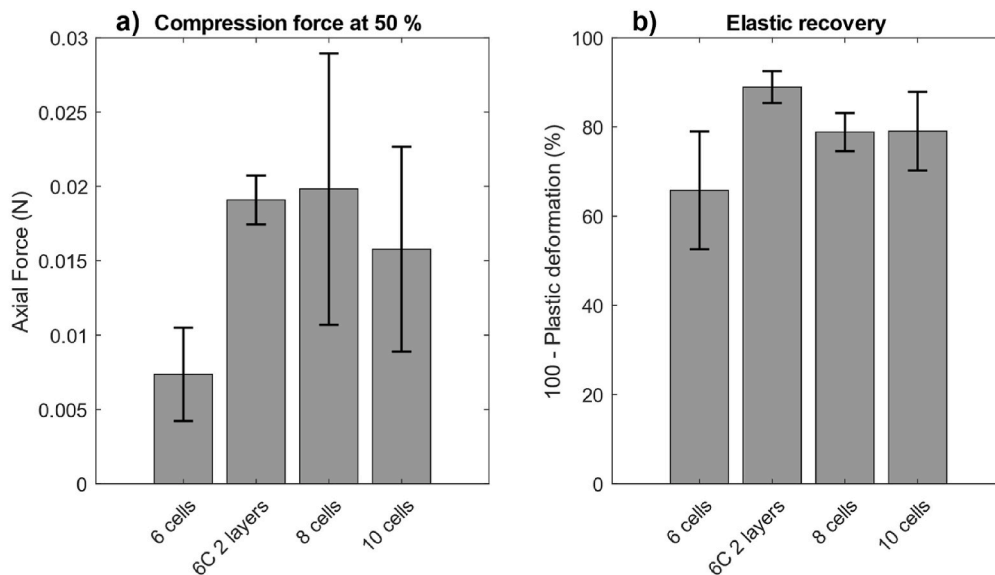 a) Compression force at 50 %
0.03
0.025
0.02
0.015
0.01
0.005
0
Axial Force (N)
6 cells
6C 2 layers
8 cells
10 cells
b) Elastic recovery
100
80
60
40
20
0
100 - Plastic deformation (%)
6 cells
6C 2 layers
8 cells
10 cells